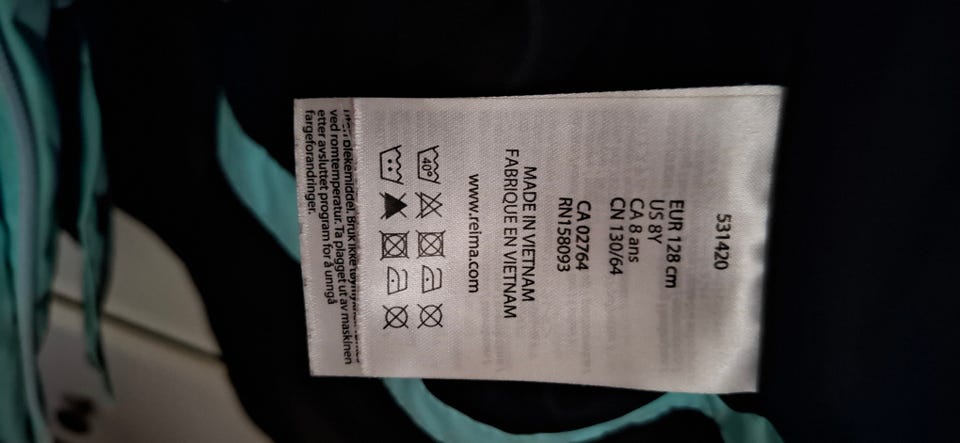 531420
EUR 128 cm
US 8Y
CA 8 ans
CN 130/64
CA 02764
RN158093
MADE IN VIETNAM
FABRIQUE EN VIETNAM
www.reima.com
40°
blekemiddel. Bruk ikke
ved romtemperatur. Ta plagget ut av maskinen
etter avsluttet program for å unngå
fargeforandringer.